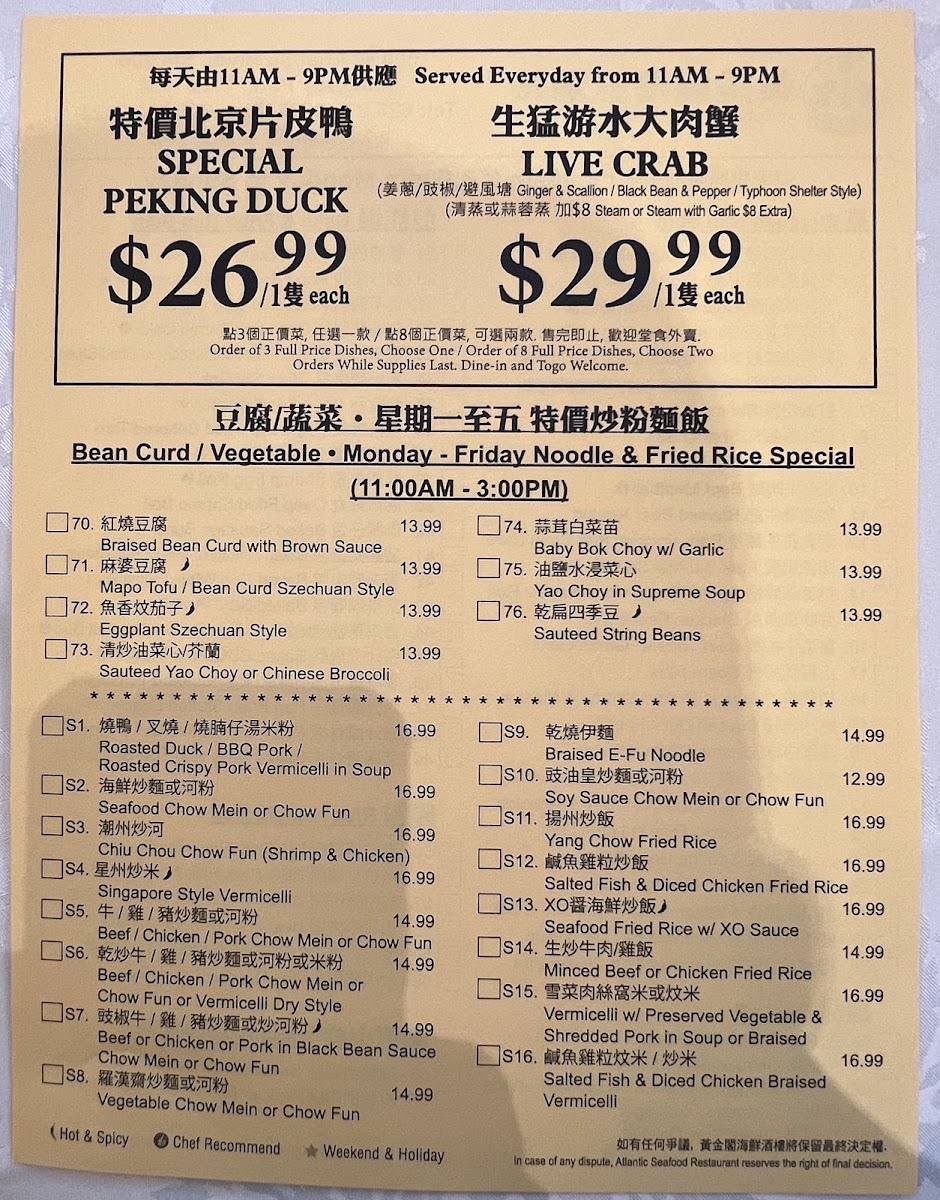 每天由11AM - 9PM供應 Served Everyday from 11AM - 9PM
特價北京片皮鴨
SPECIAL
PEKING DUCK
$26.99/1隻 each
生猛游水大肉蟹
LIVE CRAB
(姜蔥/豉椒/避風塘 Ginger & Scallion / Black Bean & Pepper / Typhoon Shelter Style)
(清蒸或蒜蓉蒸 加$8 Steam or Steam with Garlic $8 Extra)
$29.99/1隻 each
點3個正價菜, 任選一款 / 點8個正價菜, 可選兩款. 售完即止, 歡迎堂食外賣.
Order of 3 Full Price Dishes, Choose One / Order of 8 Full Price Dishes, Choose Two
Orders While Supplies Last. Dine-in and Togo Welcome.
豆腐/蔬菜・星期一至五 特價炒粉麵飯
Bean Curd / Vegetable • Monday - Friday Noodle & Fried Rice Special
(11:00AM - 3:00PM)
70. 紅燒豆腐 13.99
Braised Bean Curd with Brown Sauce
71. 麻婆豆腐 13.99
Mapo Tofu / Bean Curd Szechuan Style
72. 魚香炆茄子 13.99
Eggplant Szechuan Style
73. 清炒油菜心/芥蘭 13.99
Sauteed Yao Choy or Chinese Broccoli
74. 蒜茸白菜苗 13.99
Baby Bok Choy w/ Garlic
75. 油鹽水浸菜心 13.99
Yao Choy in Supreme Soup
76. 乾扁四季豆 13.99
Sauteed String Beans
* * * * * * * * * * * * * * * * * * * * * * * * * * * * * * * * * *
S1. 燒鴨 / 叉燒 / 燒腩仔湯米粉 16.99
Roasted Duck / BBQ Pork /
Roasted Crispy Pork Vermicelli in Soup
S2. 海鮮炒麵或河粉 16.99
Seafood Chow Mein or Chow Fun
S3. 潮州炒河 16.99
Chiu Chou Chow Fun (Shrimp & Chicken)
S4. 星州炒米 16.99
Singapore Style Vermicelli
S5. 牛 / 雞 / 豬炒麵或河粉 14.99
Beef / Chicken / Pork Chow Mein or Chow Fun
S6. 乾炒牛 / 雞 / 豬炒麵或河粉或米粉 14.99
Beef / Chicken / Pork Chow Mein or
Chow Fun or Vermicelli Dry Style
S7. 豉椒牛 / 雞 / 豬炒麵或炒河粉 14.99
Beef or Chicken or Pork in Black Bean Sauce
Chow Mein or Chow Fun
S8. 羅漢齋炒麵或河粉 14.99
Vegetable Chow Mein or Chow Fun
S9. 乾燒伊麵 14.99
Braised E-Fu Noodle
S10. 豉油皇炒麵或河粉 12.99
Soy Sauce Chow Mein or Chow Fun
S11. 揚州炒飯 16.99
Yang Chow Fried Rice
S12. 鹹魚雞粒炒飯 16.99
Salted Fish & Diced Chicken Fried Rice
S13. XO醤海鮮炒飯 16.99
Seafood Fried Rice w/ XO Sauce
S14. 生炒牛肉/雞飯 14.99
Minced Beef or Chicken Fried Rice
S15. 雪菜肉絲窩米或炆米 16.99
Vermicelli w/ Preserved Vegetable &
Shredded Pork in Soup or Braised
S16. 鹹魚雞粒炆米 / 炒米 16.99
Salted Fish & Diced Chicken Braised
Vermicelli
Hot & Spicy Chef Recommend ★ Weekend & Holiday
如有任何爭議, 黃金閣海鮮酒樓將保留最終決定權.
In case of any dispute, Atlantic Seafood Restaurant reserves the right of final decision.